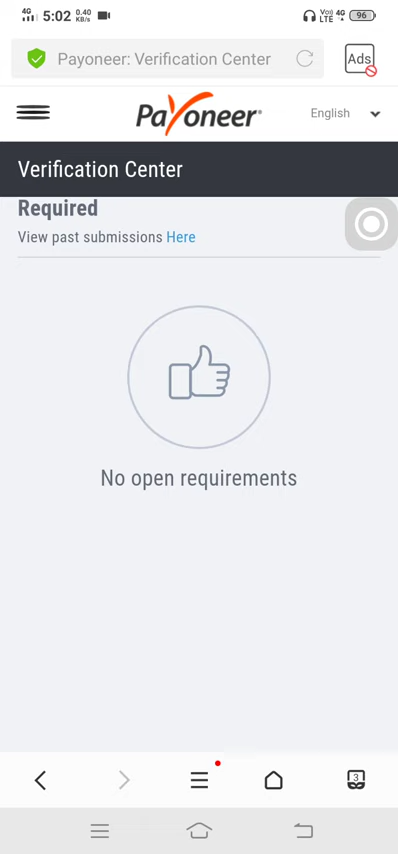 4G 5:02 0.40 KB/s Vo) LTE 4G 96
Payoneer: Verification Center
Ads
Payoneer
English
Verification Center
Required
View past submissions Here
No open requirements
3